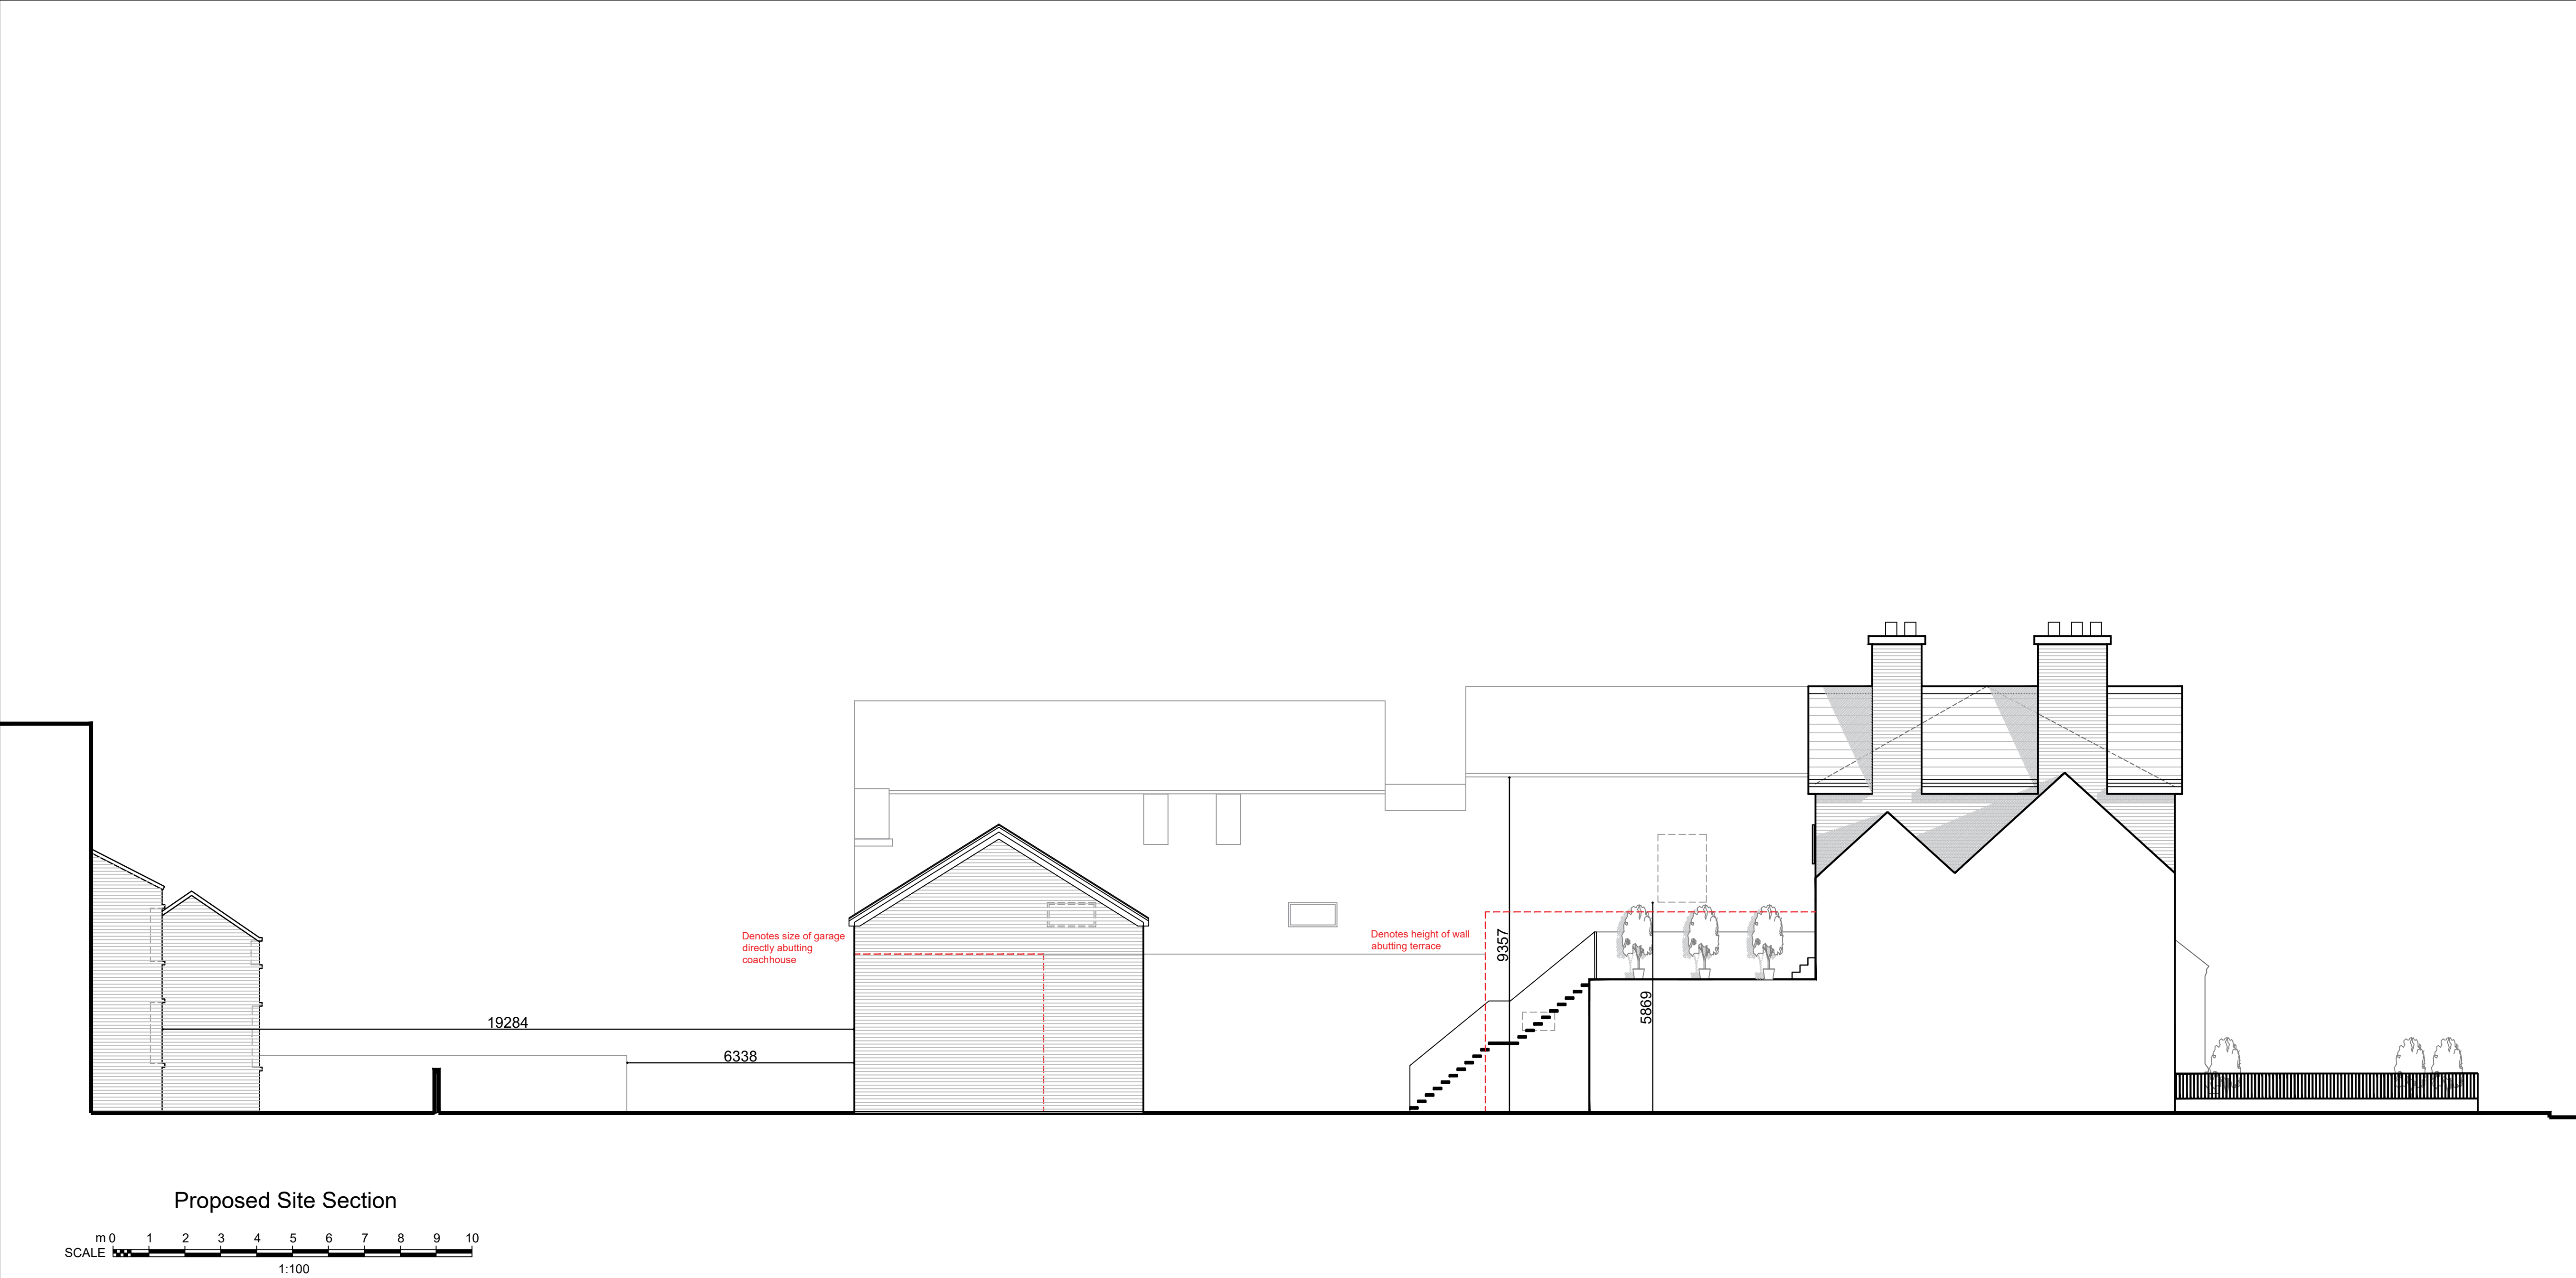 Denotes size of garage
directly abutting
coachhouse
Denotes height of wall
abutting terrace
9357
5869
19284
6338
Proposed Site Section
m 0 1 2 3 4 5 6 7 8 9 10
SCALE
1:100